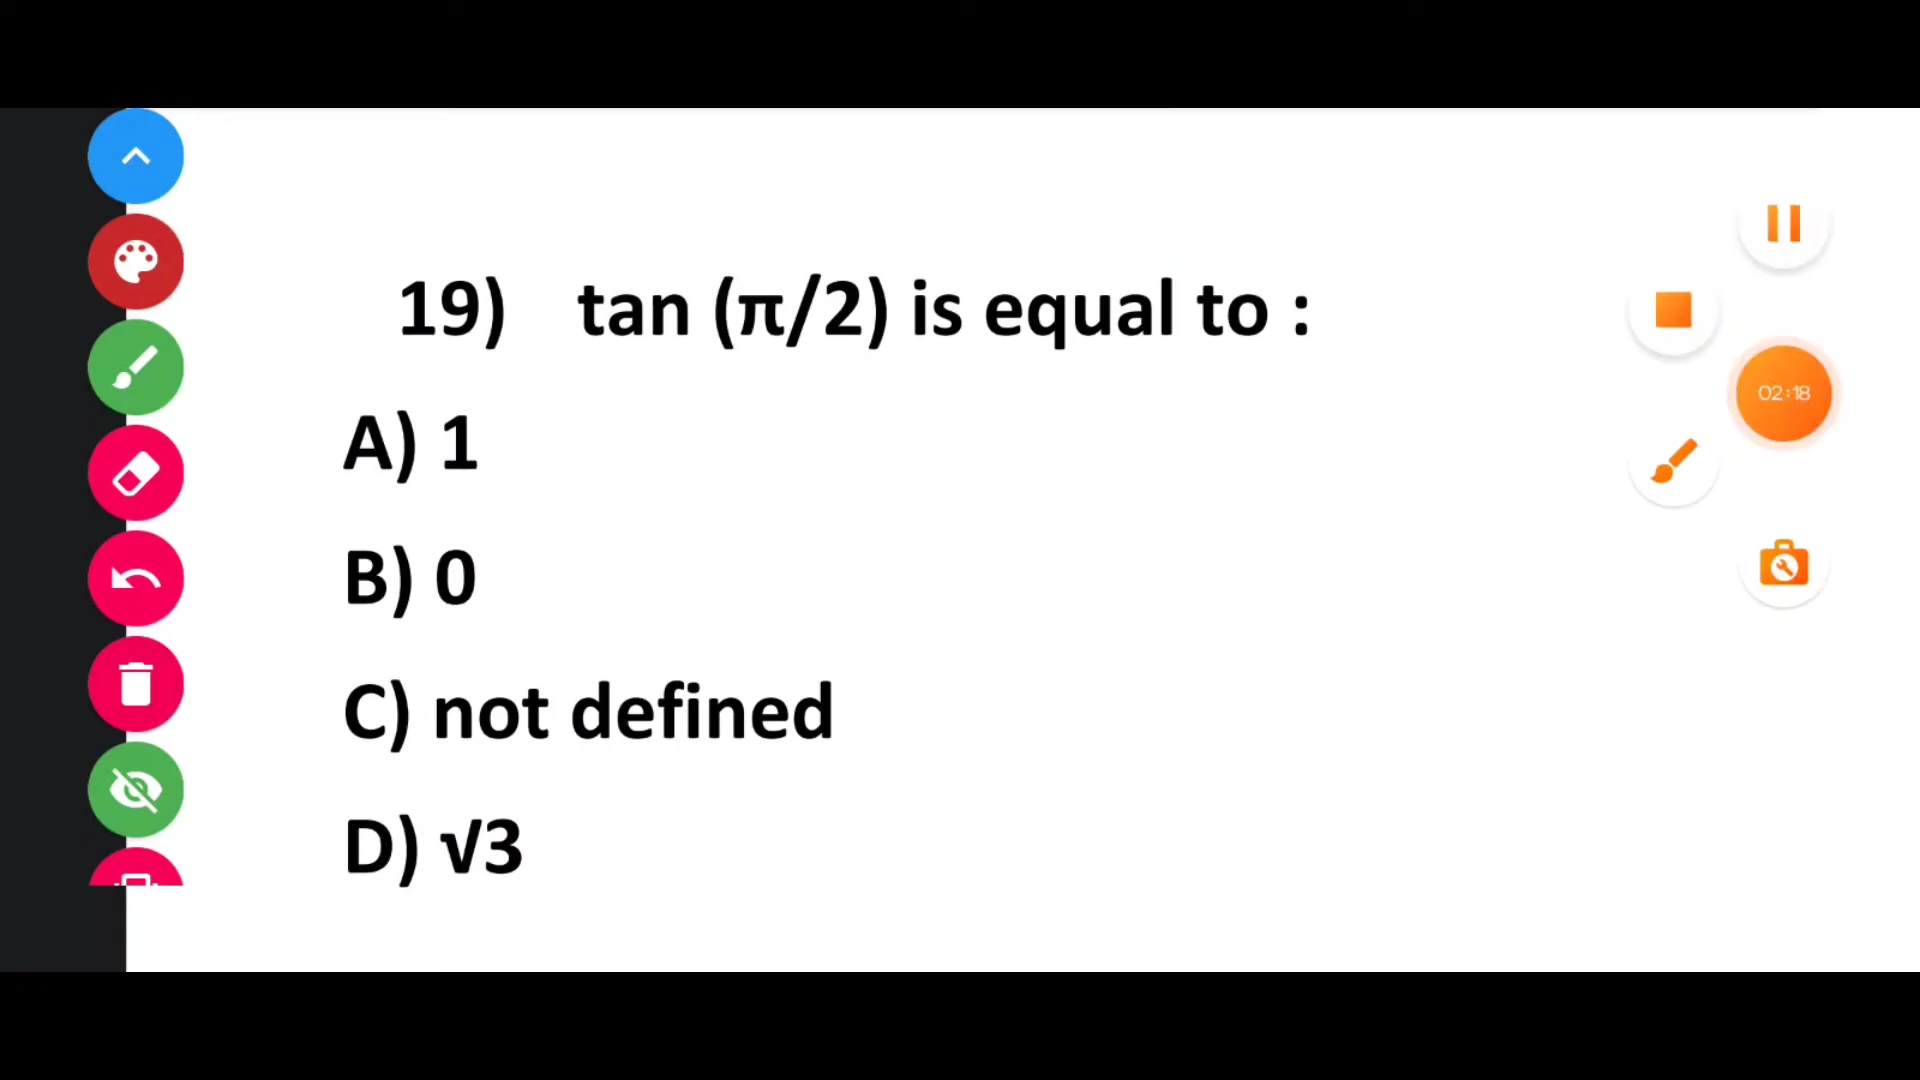 19) tan (π/2) is equal to :
02:18
A) 1
B) 0
C) not defined
D) √3